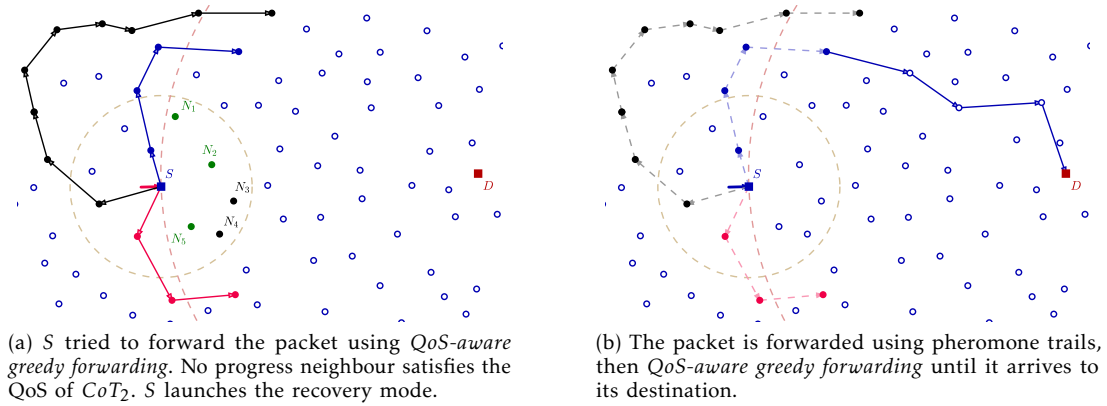 N1
N2
S
N3
N4
N5
D
S
D
(a) S tried to forward the packet using QoS-aware
greedy forwarding. No progress neighbour satisfies the
QoS of CoT2. S launches the recovery mode.
(b) The packet is forwarded using pheromone trails,
then QoS-aware greedy forwarding until it arrives to
its destination.